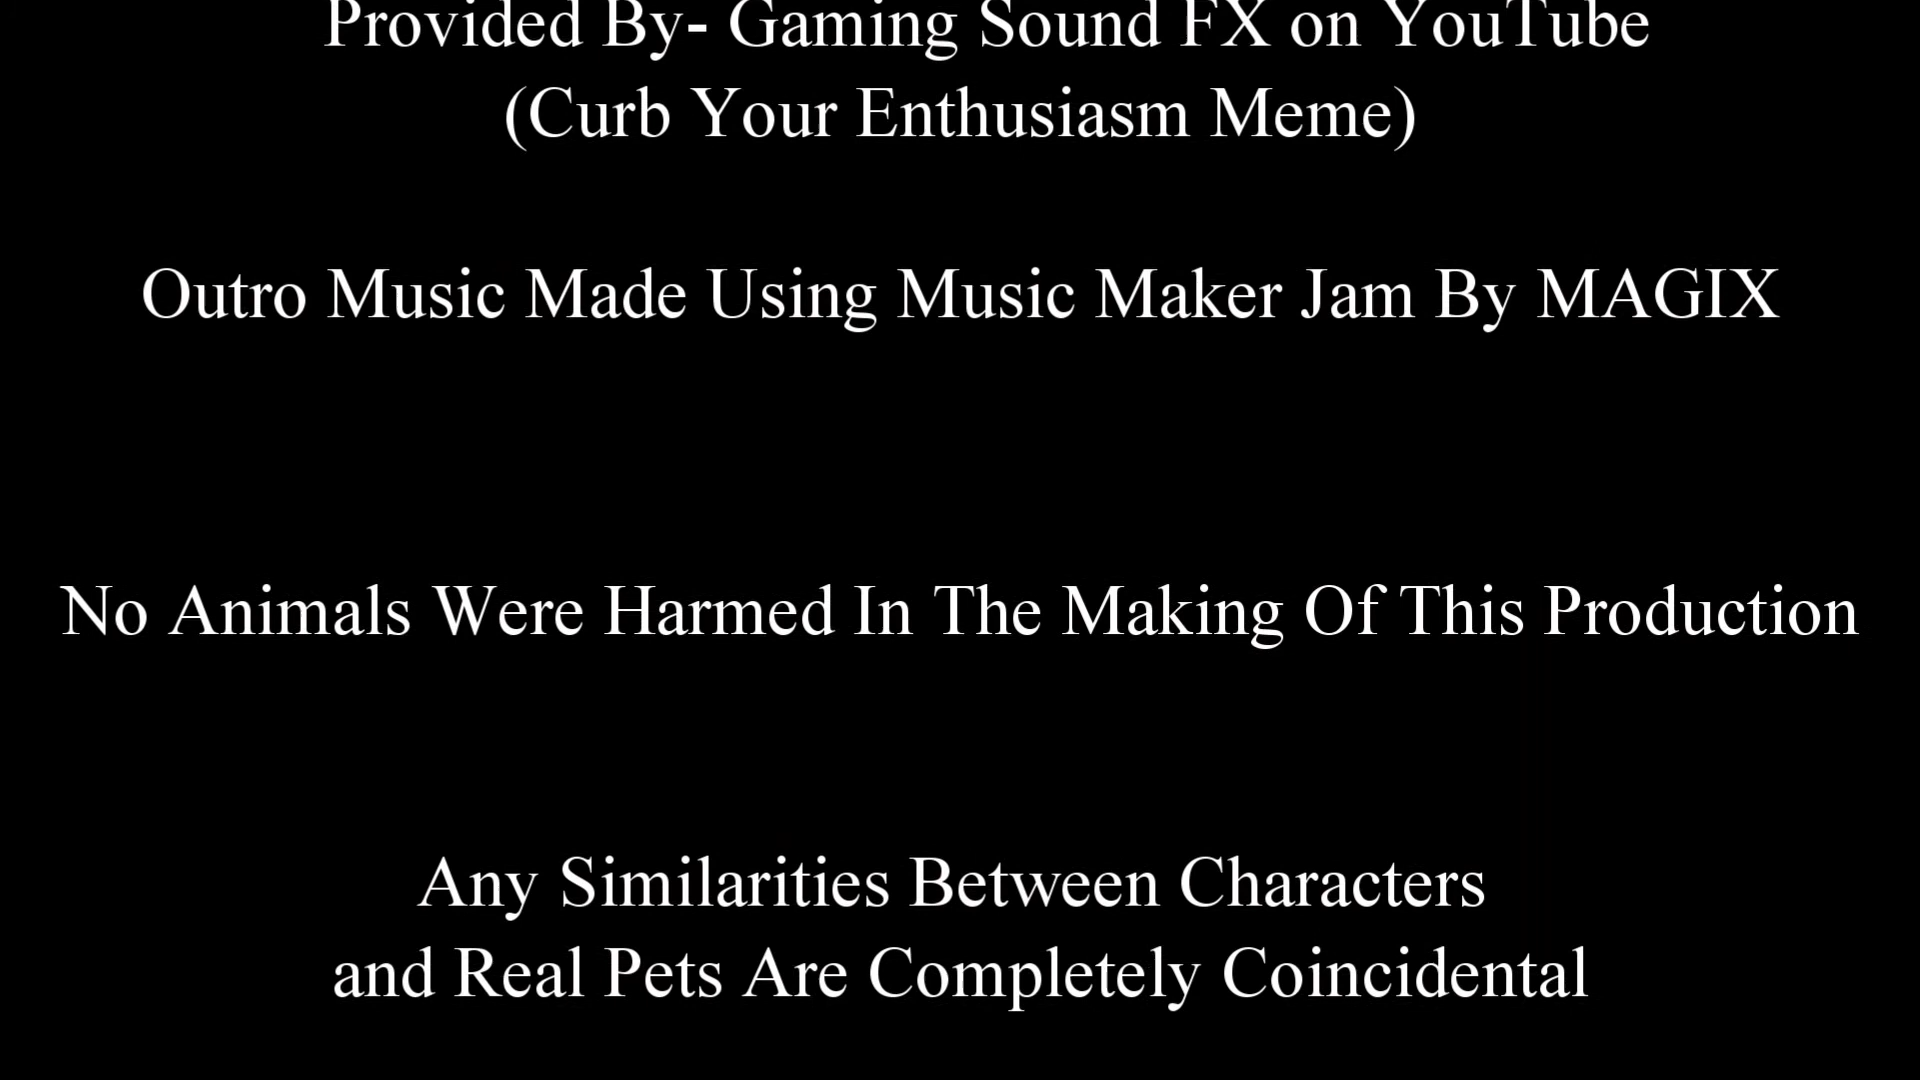 Provided By- Gaming Sound FX on YouTube
(Curb Your Enthusiasm Meme)
Outro Music Made Using Music Maker Jam By MAGIX
No Animals Were Harmed In The Making Of This Production
Any Similarities Between Characters
and Real Pets Are Completely Coincidental